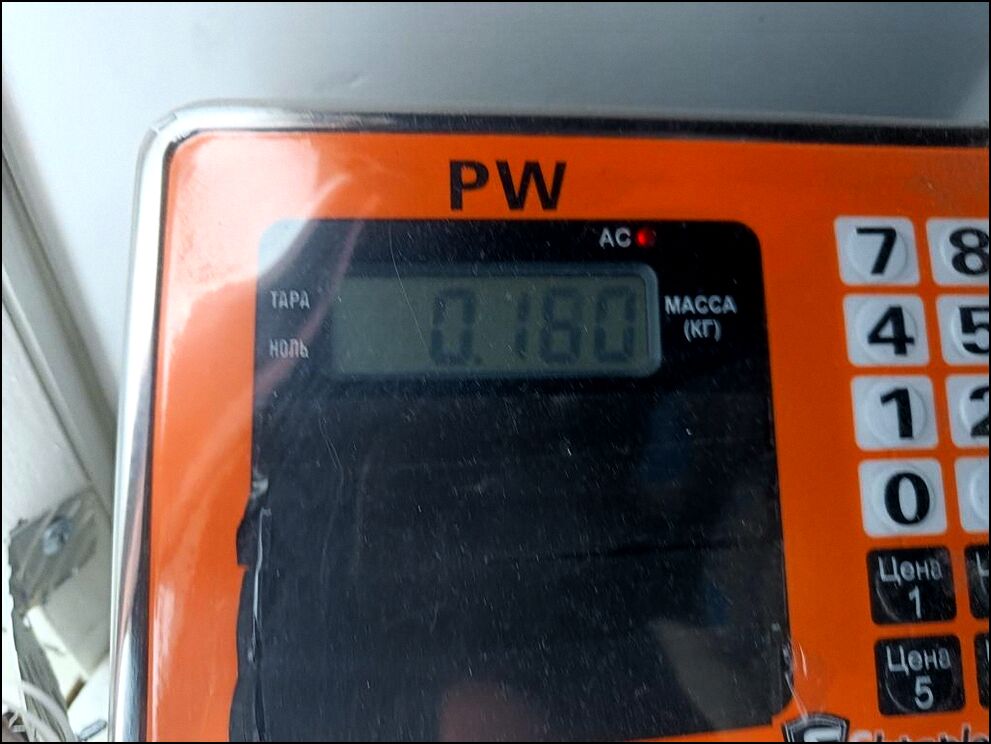 PW
AC
ТАРА
0.180
МАССА
(КГ)
НОЛЬ
7 8
4 5
1 2
0
Цена
1
Цена
5